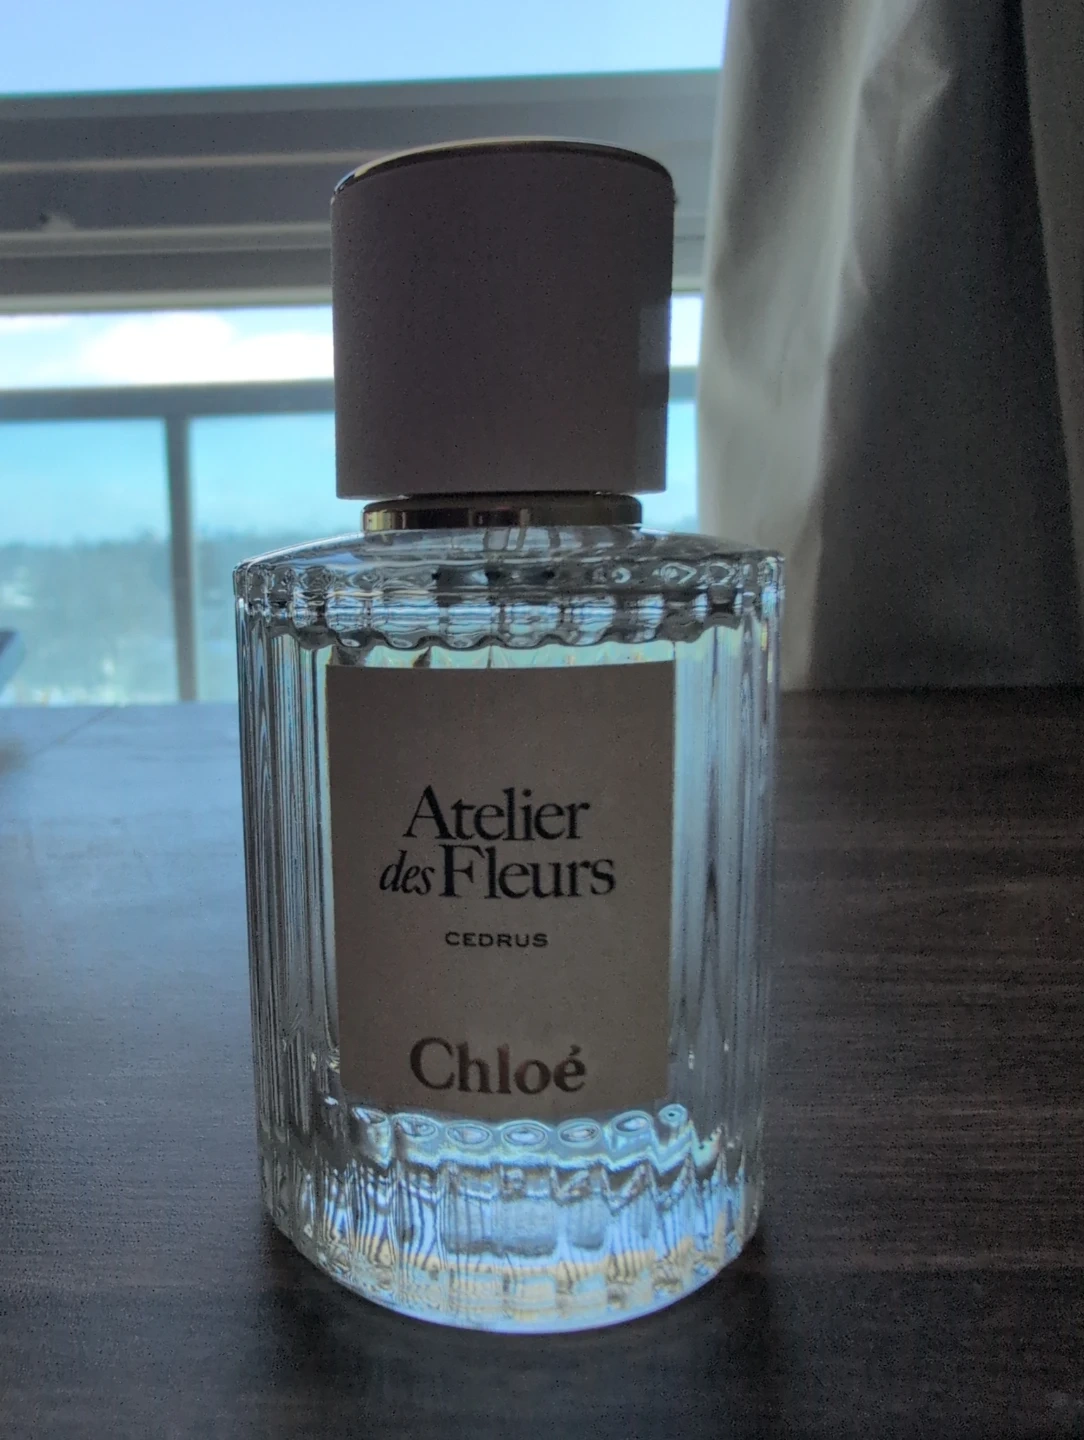 Atelier
des Fleurs
CEDRUS
Chloé